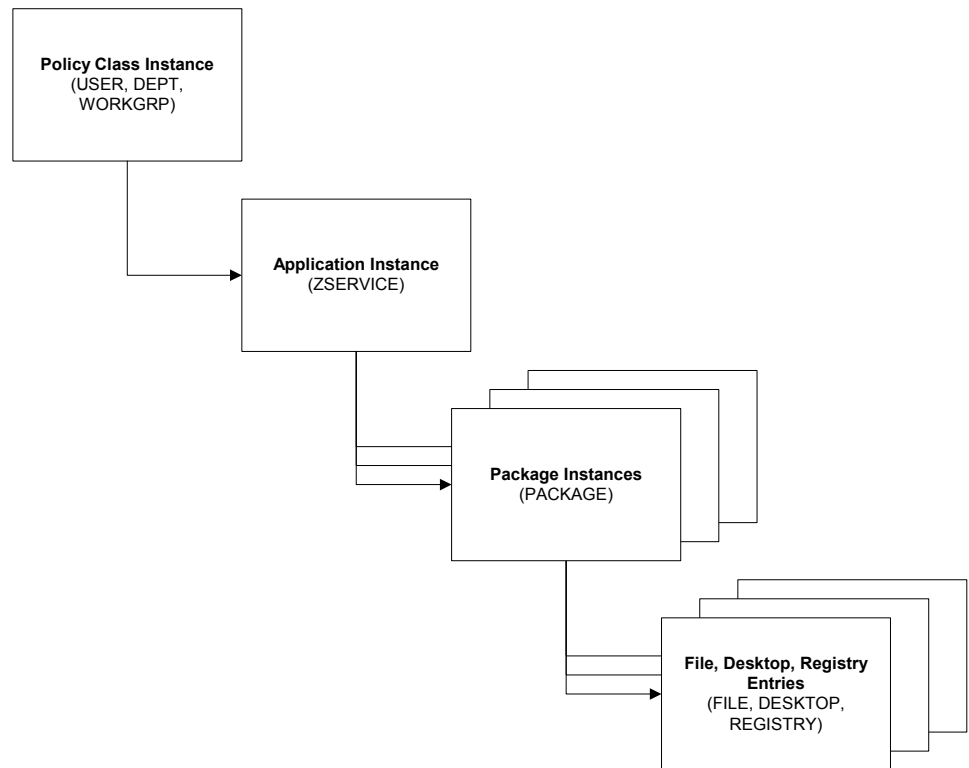 Policy Class Instance
(USER, DEPT,
WORKGRP)
Application Instance
(ZSERVICE)
Package Instances
(PACKAGE)
File, Desktop, Registry
Entries
(FILE, DESKTOP,
REGISTRY)